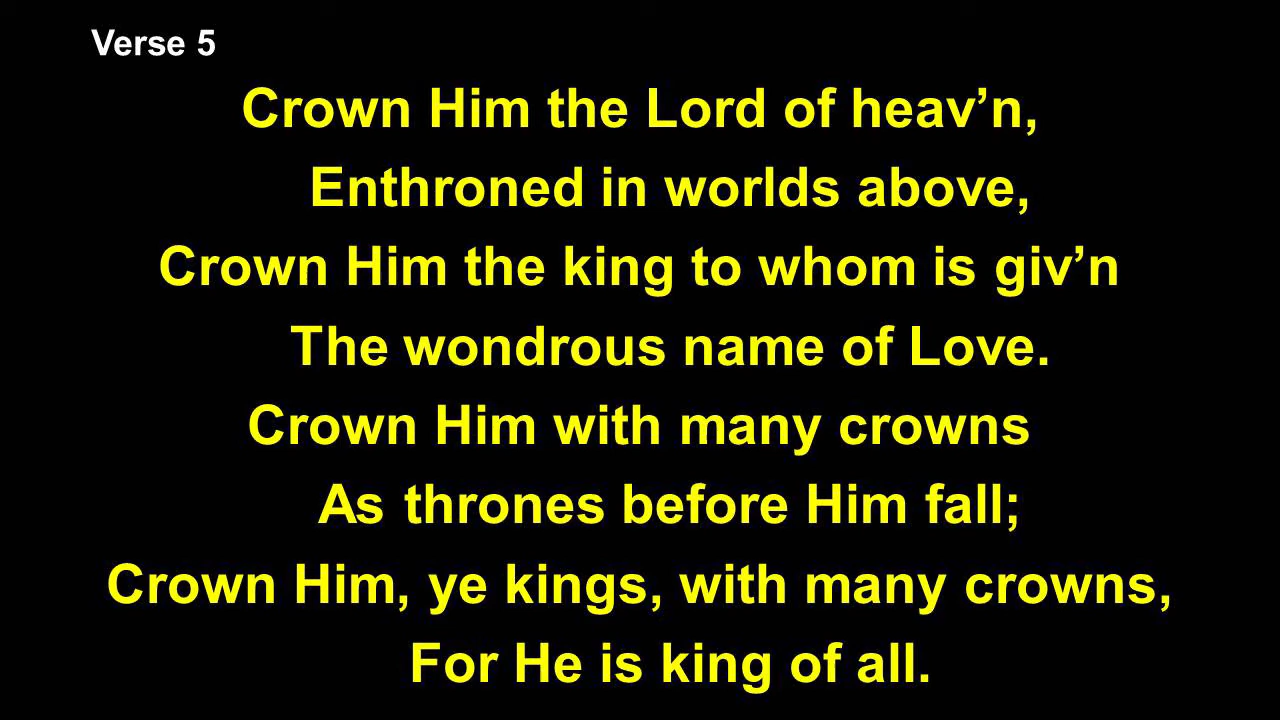 Verse 5
Crown Him the Lord of heav’n,
Enthroned in worlds above,
Crown Him the king to whom is giv’n
The wondrous name of Love.
Crown Him with many crowns
As thrones before Him fall;
Crown Him, ye kings, with many crowns,
For He is king of all.